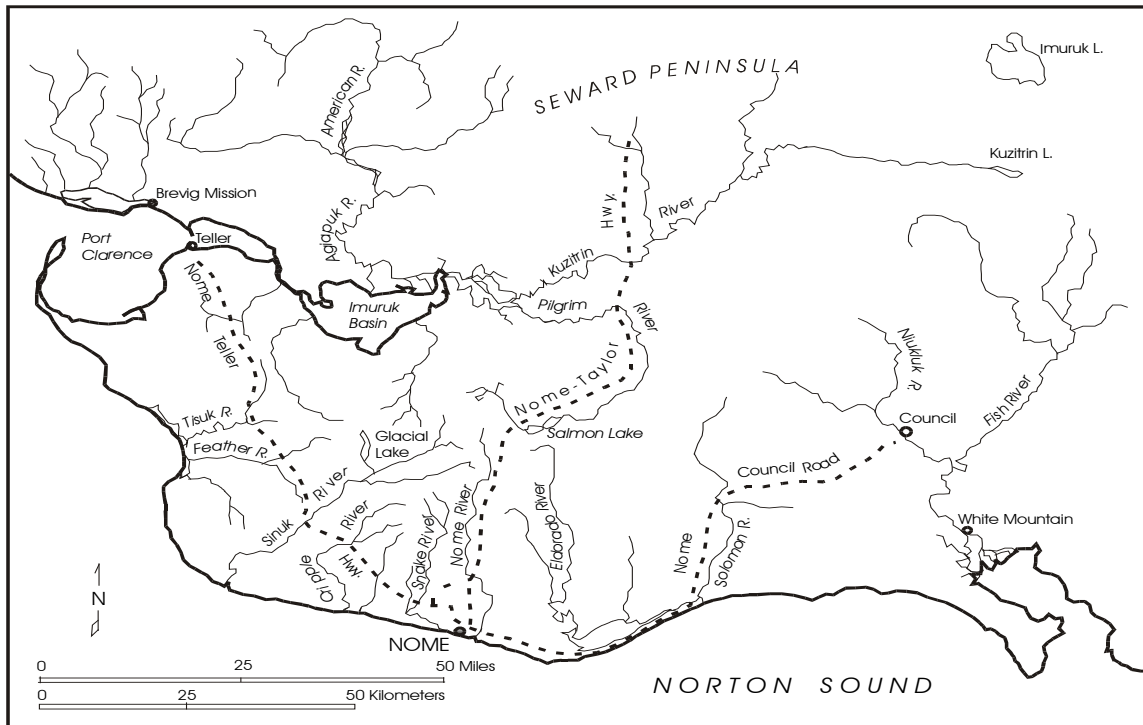 Imuruk L.
SEWARD PENINSULA
American R.
Kuzitrin L.
Brevig Mission
Agiapuk R.
Hwy.
River
Port
Clarence
Teller
Kuzitrin
Nome
Imuruk
Basin
Pilgrim
River
Teller
Niukluk R.
Nome-Taylor
Fish River
Tisuk R.
Council
Salmon Lake
Glacial
Lake
Feather R.
Council Road
River
Sinuk
River
Snake River
Nome River
Eldorado River
White Mountain
Hwy.
Nome
Solomon R.
Cripple
N
NOME
0 25 50 Miles
0 25 50 Kilometers
NORTON SOUND